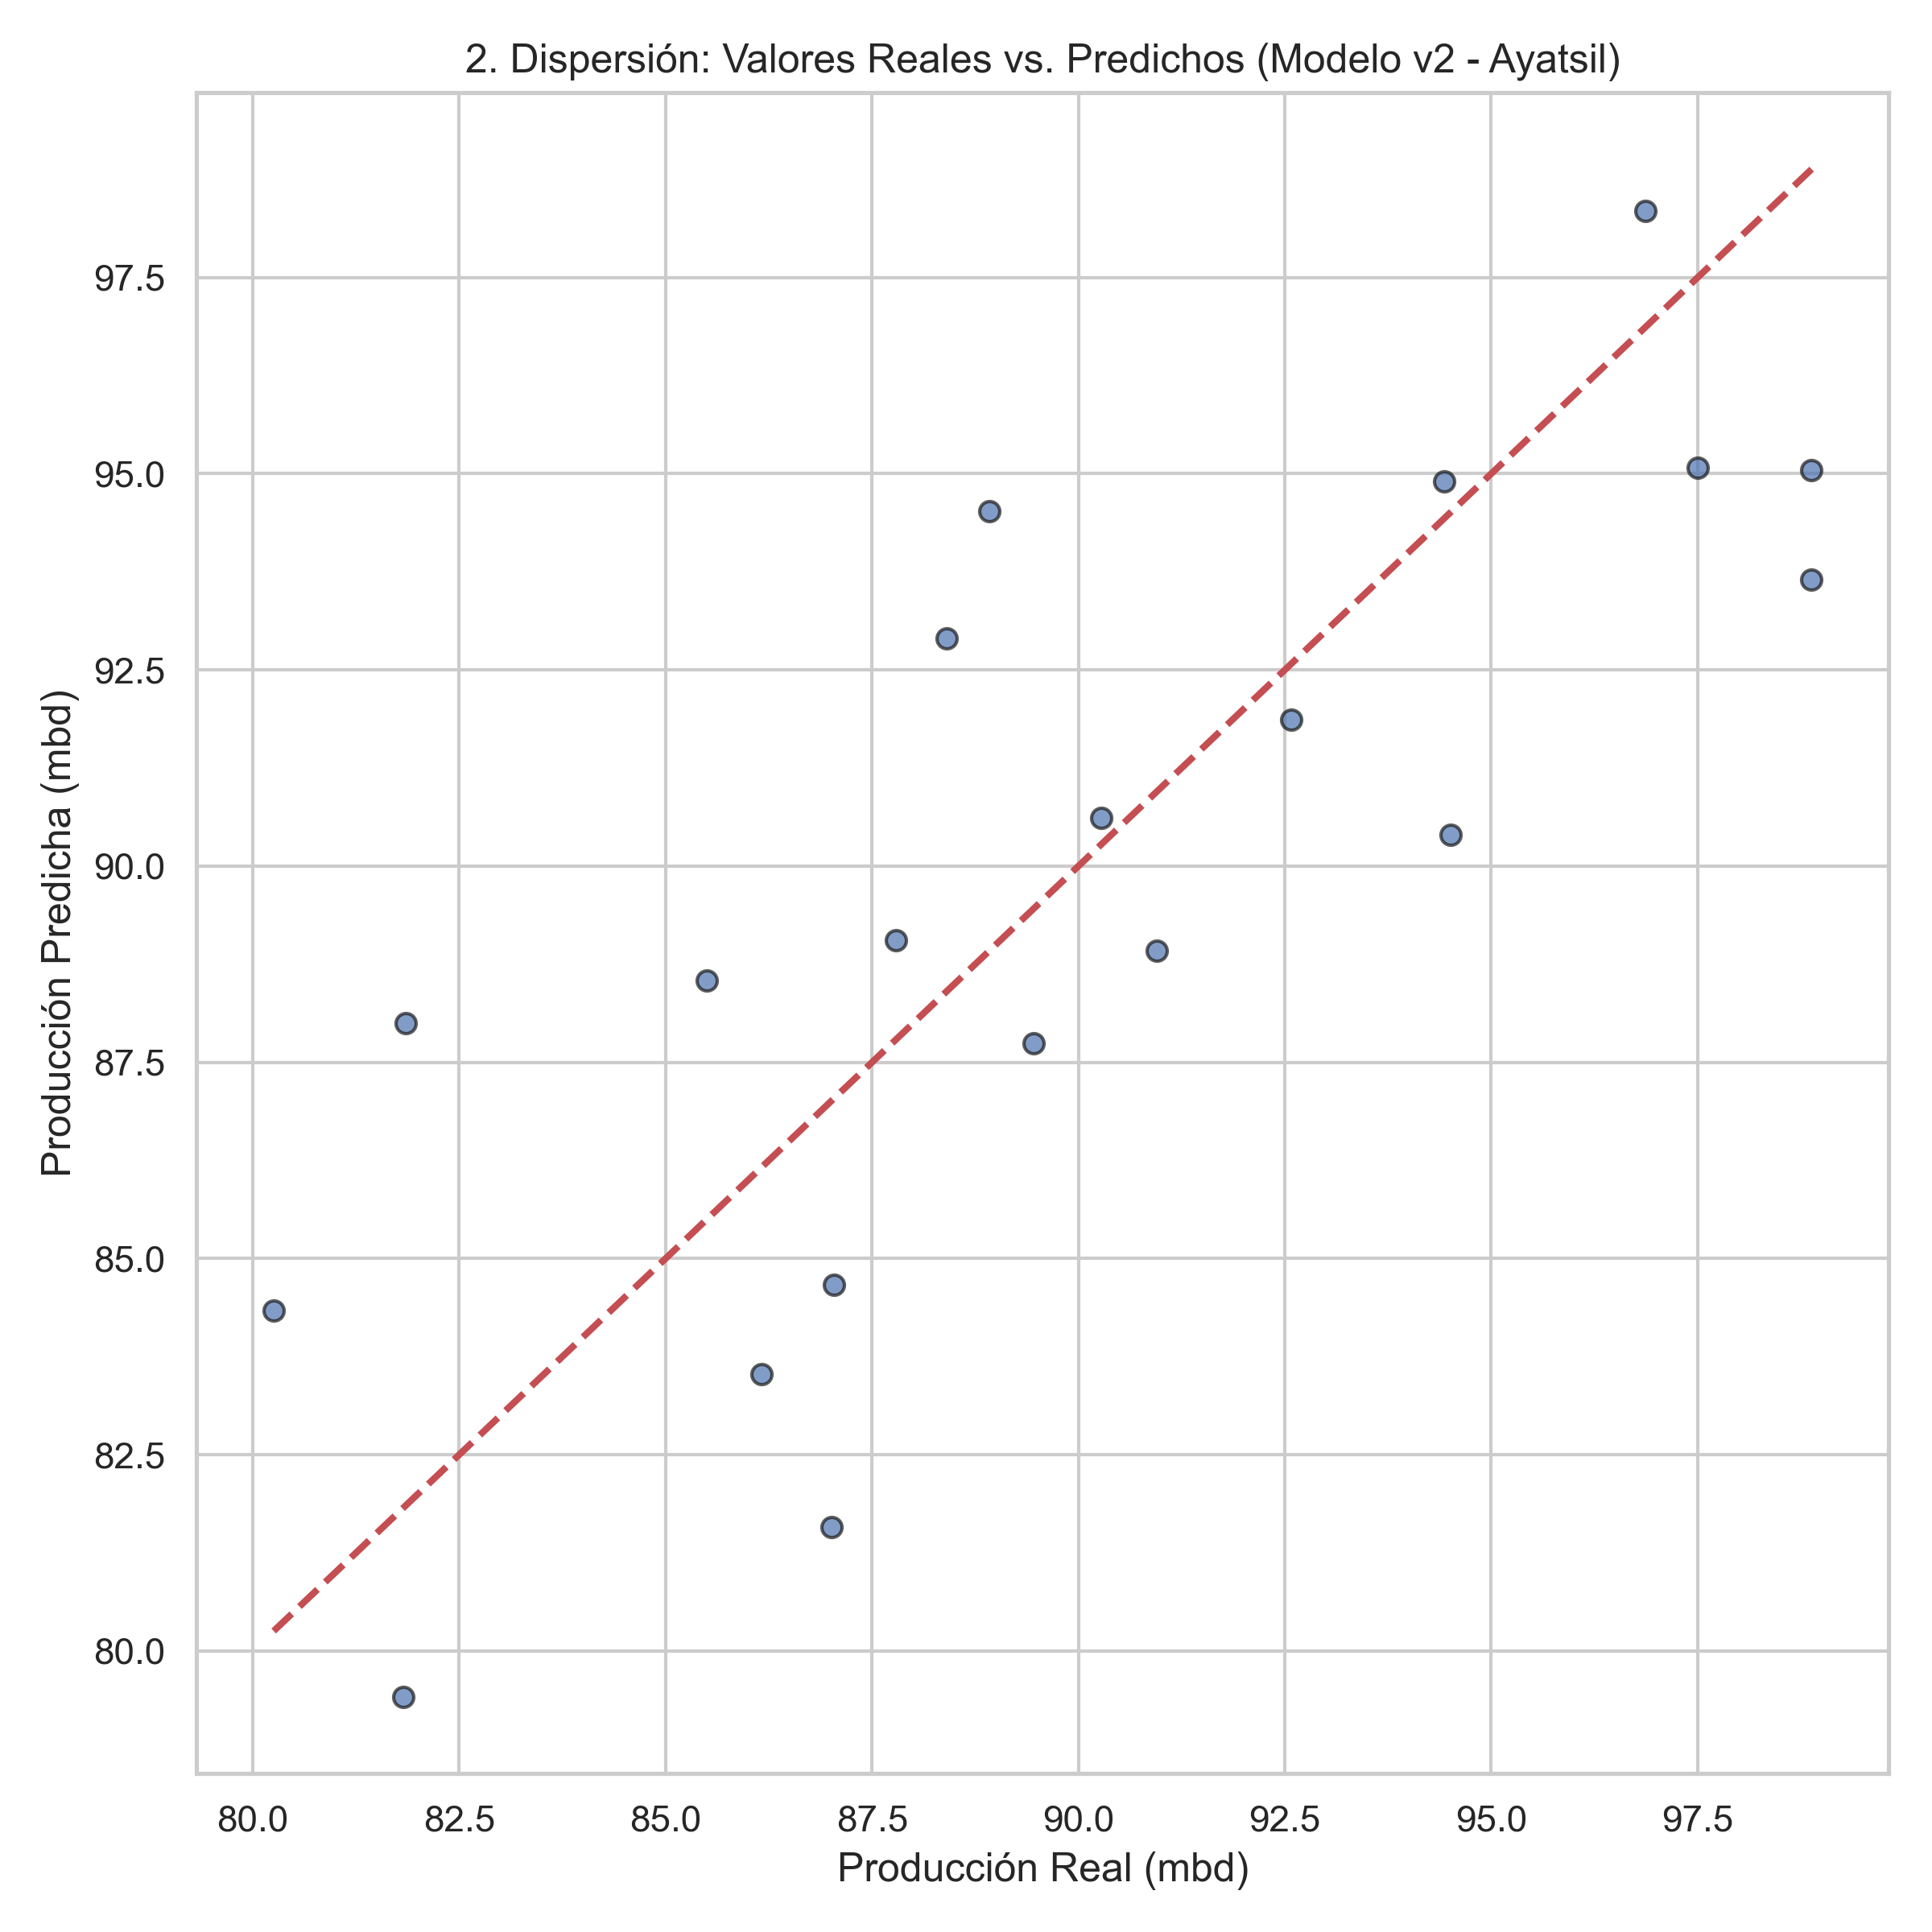 2. Dispersión: Valores Reales vs. Predichos (Modelo v2 - Ayatsil)
Producción Predicha (mbd)
97.5
95.0
92.5
90.0
87.5
85.0
82.5
80.0
80.0 82.5 85.0 87.5 90.0 92.5 95.0 97.5
Producción Real (mbd)